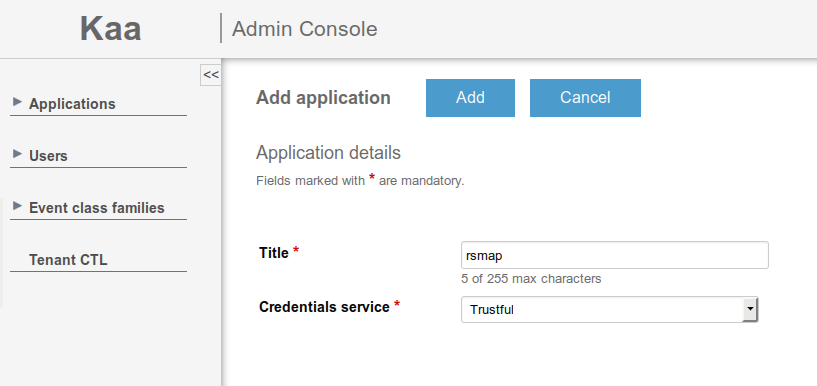 Kaa
Admin Console
<<
Applications
Users
Event class families
Tenant CTL
Add application
Add
Cancel
Application details
Fields marked with * are mandatory.
Title *
rsmap
5 of 255 max characters
Credentials service *
Trustful